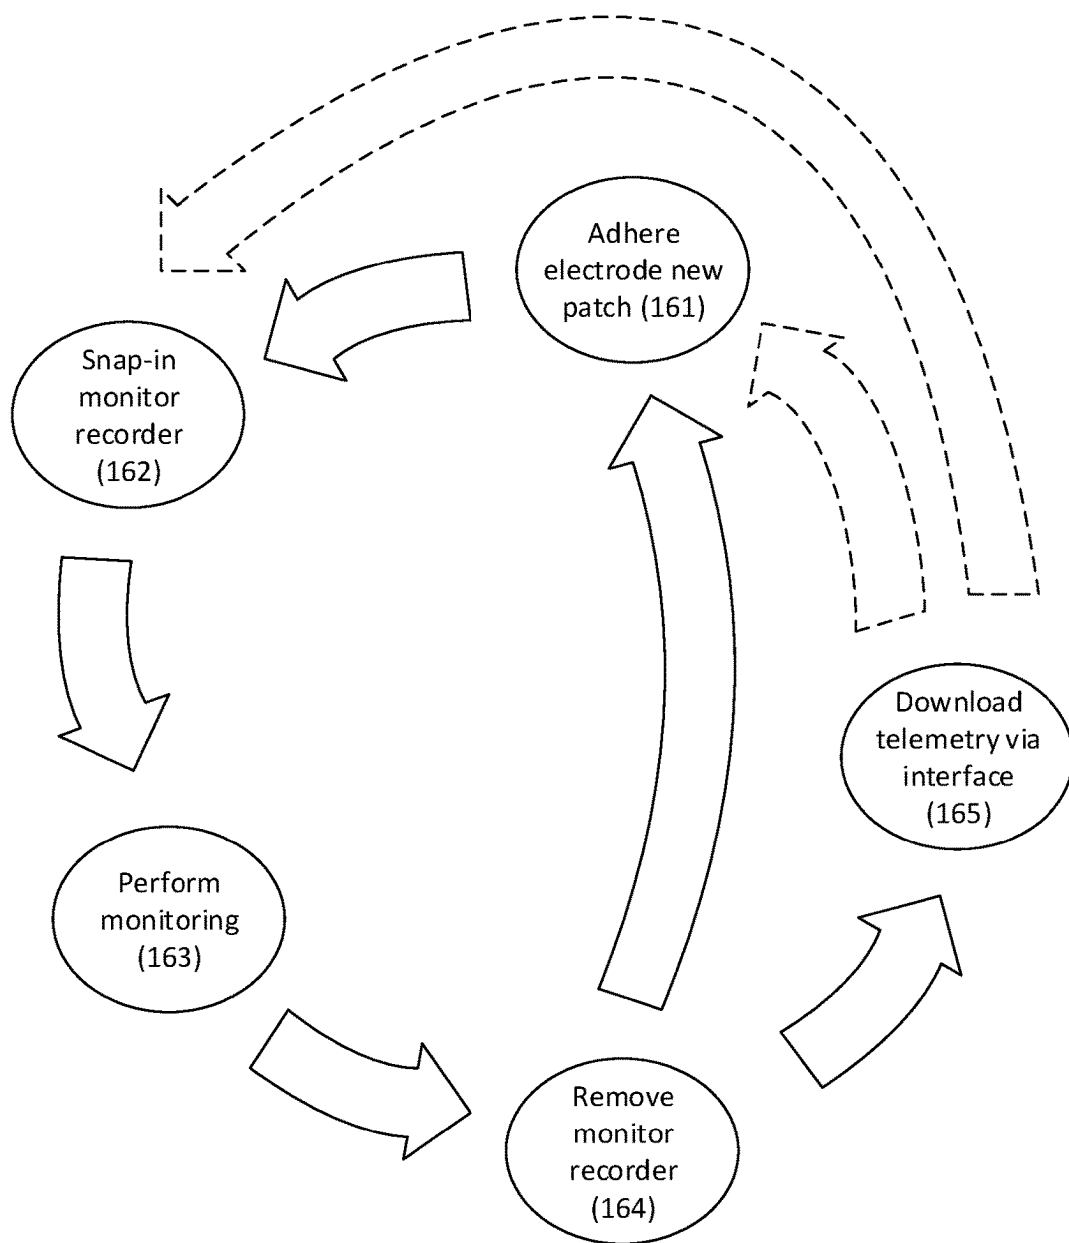 Adhere
electrode new
patch (161)
Snap-in
monitor
recorder
(162)
Download
telemetry via
interface
(165)
Perform
monitoring
(163)
Remove
monitor
recorder
(164)